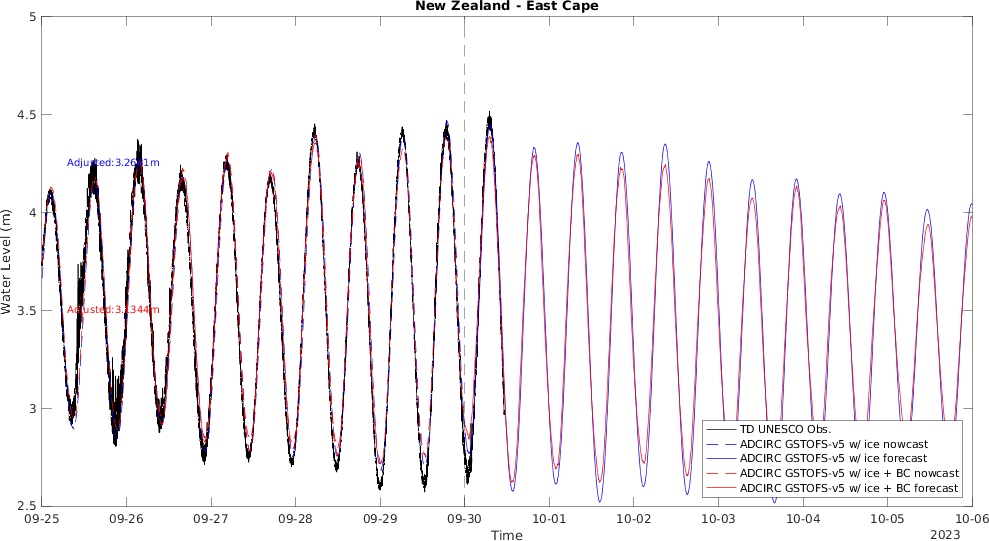 New Zealand - East Cape
5
4.5
4
3.5
3
2.5
Water Level (m)
Adjusted:3.1344m
TD UNESCO Obs.
ADCIRC GSTOFS-v5 w/ ice nowcast
ADCIRC GSTOFS-v5 w/ ice forecast
ADCIRC GSTOFS-v5 w/ ice + BC nowcast
ADCIRC GSTOFS-v5 w/ ice + BC forecast
09-25 09-26 09-27 09-28 09-29 09-30 10-01 10-02 10-03 10-04 10-05 10-06
Time
2023